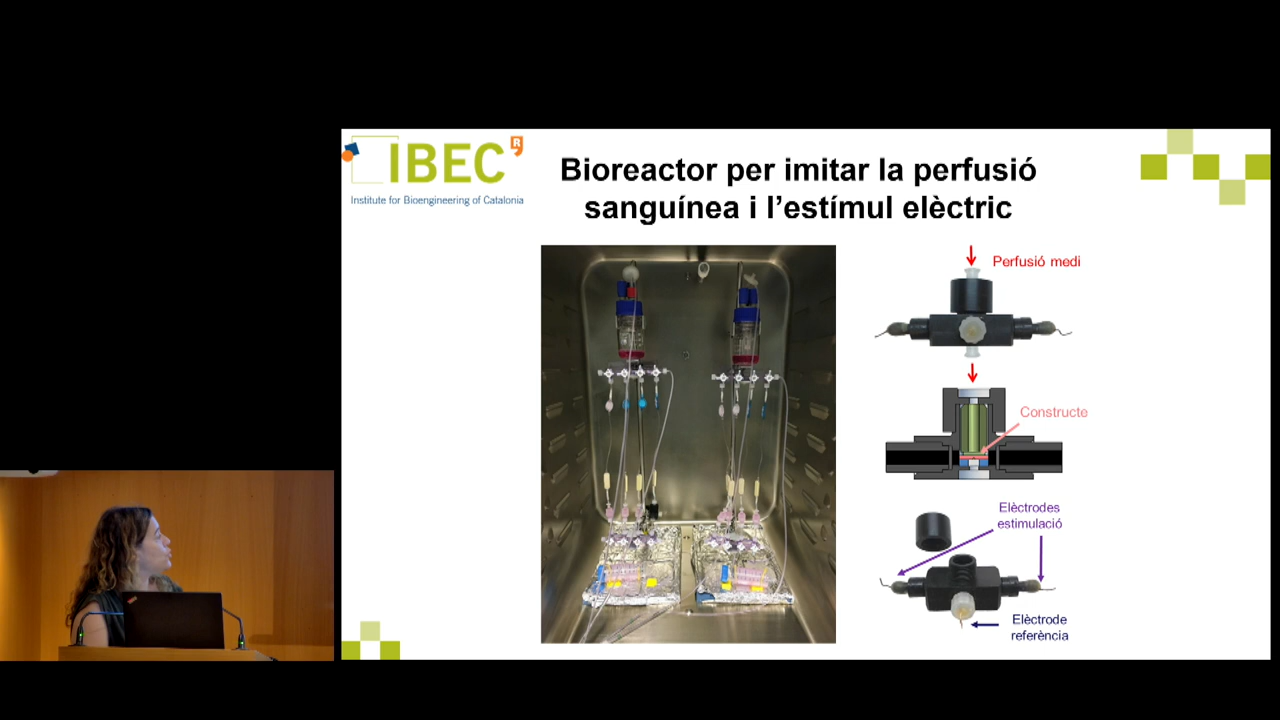 IBEC
R
Institute for Bioengineering of Catalonia
Bioreactor per imitar la perfusió
sanguínea i l'estímul elèctric
Perfusió medi
Constructe
Elèctrodes
estimulació
Elèctrode
referència